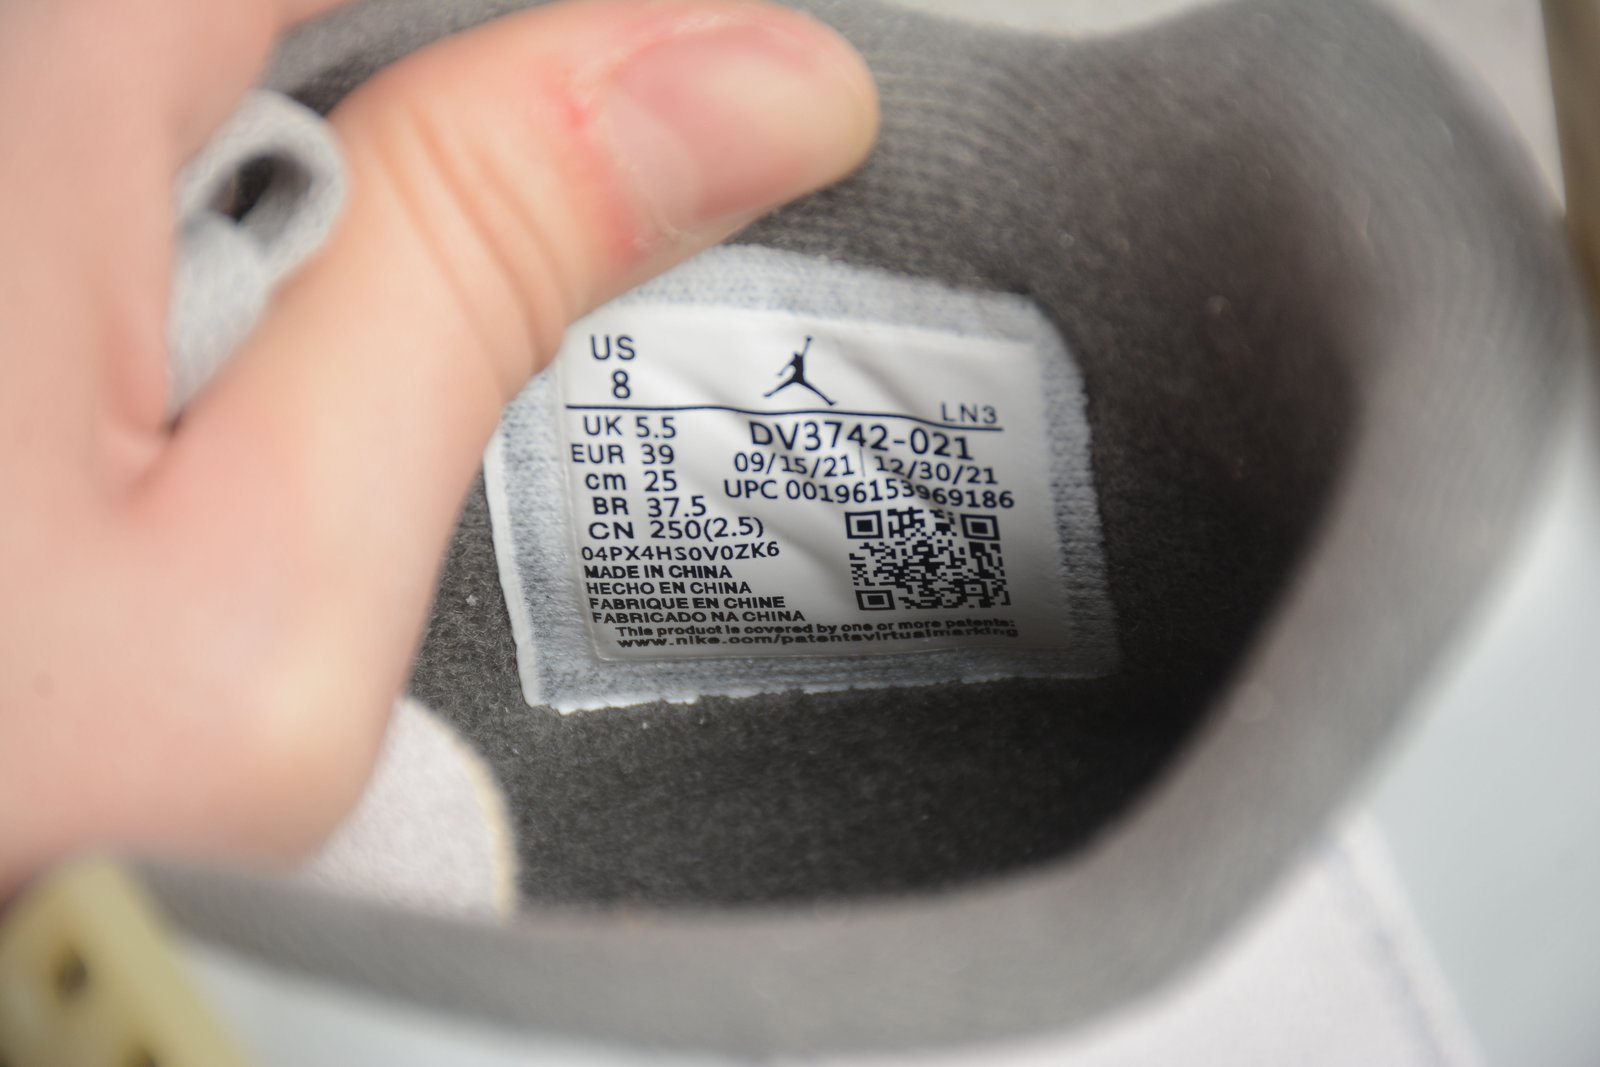 US
8
LN3
UK 5.5
EUR 39
cm 25
BR 37.5
CN 250(2.5)
DV3742-021
09/15/21 12/30/21
UPC 00196153969186
04PX4HS0V0ZK6
MADE IN CHINA
HECHO EN CHINA
FABRIQUE EN CHINE
FABRICADO NA CHINA
This product is covered by one or more patents:
www.nike.com/patentsvirtualmarking